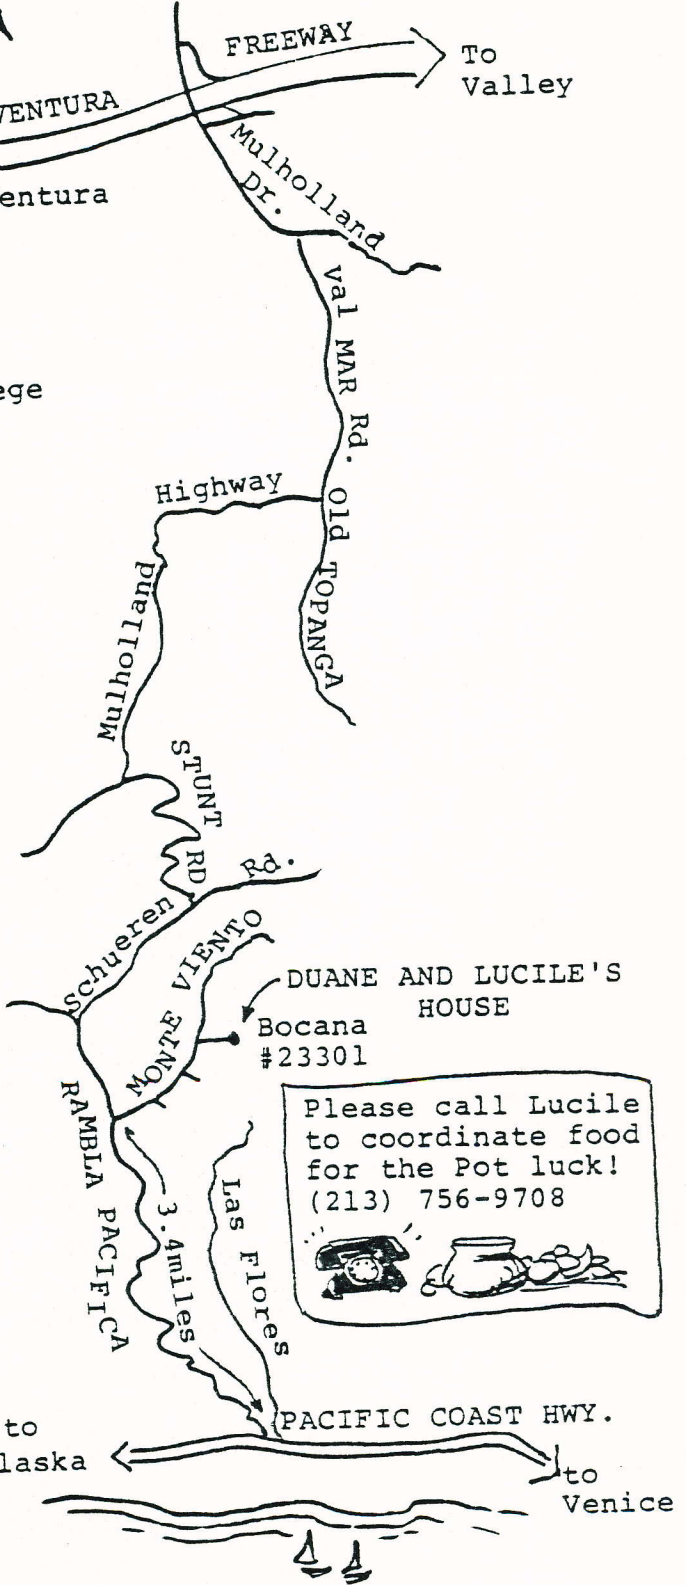 FREEWAY
To
Valley
VENTURA
entura
Mulholland
Dr.
Val MAR Rd.
ege
Highway
Old TOPANGA
Mulholland
STUNT RD
Schueren Rd.
MONTE VIENTO
DUANE AND LUCILE'S
HOUSE
Bocana
#23301
RAMBLA PACIFICA
3.4miles
Las Flores
Please call Lucile
to coordinate food
for the Pot luck!
(213) 756-9708
PACIFIC COAST HWY.
to
laska
to
Venice